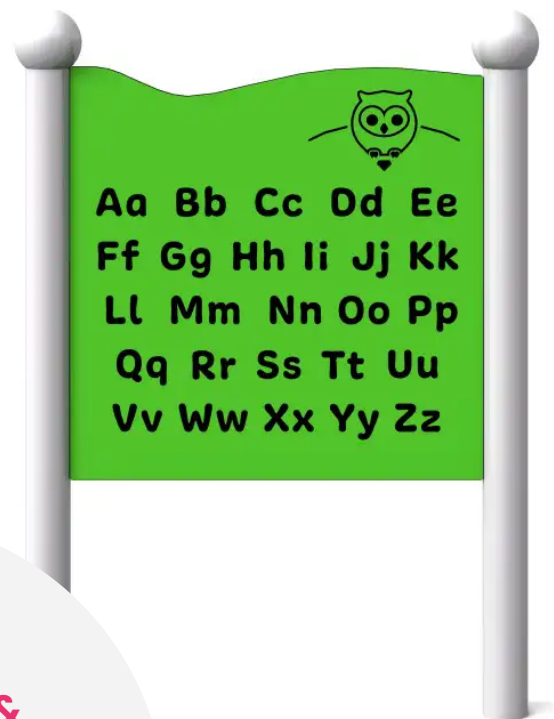 Aa Bb Cc Dd Ee
Ff Gg Hh Ii Jj Kk
Ll Mm Nn Oo Pp
Qq Rr Ss Tt Uu
Vv Ww Xx Yy Zz
&